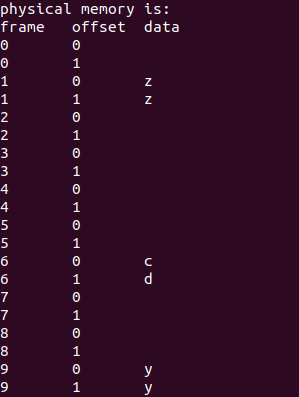 physical memory is:
frame offset data
0 0
0 1
1 0 z
1 1 z
2 0
2 1
3 0
3 1
4 0
4 1
5 0
5 1
6 0 c
6 1 d
7 0
7 1
8 0
8 1
9 0 y
9 1 y